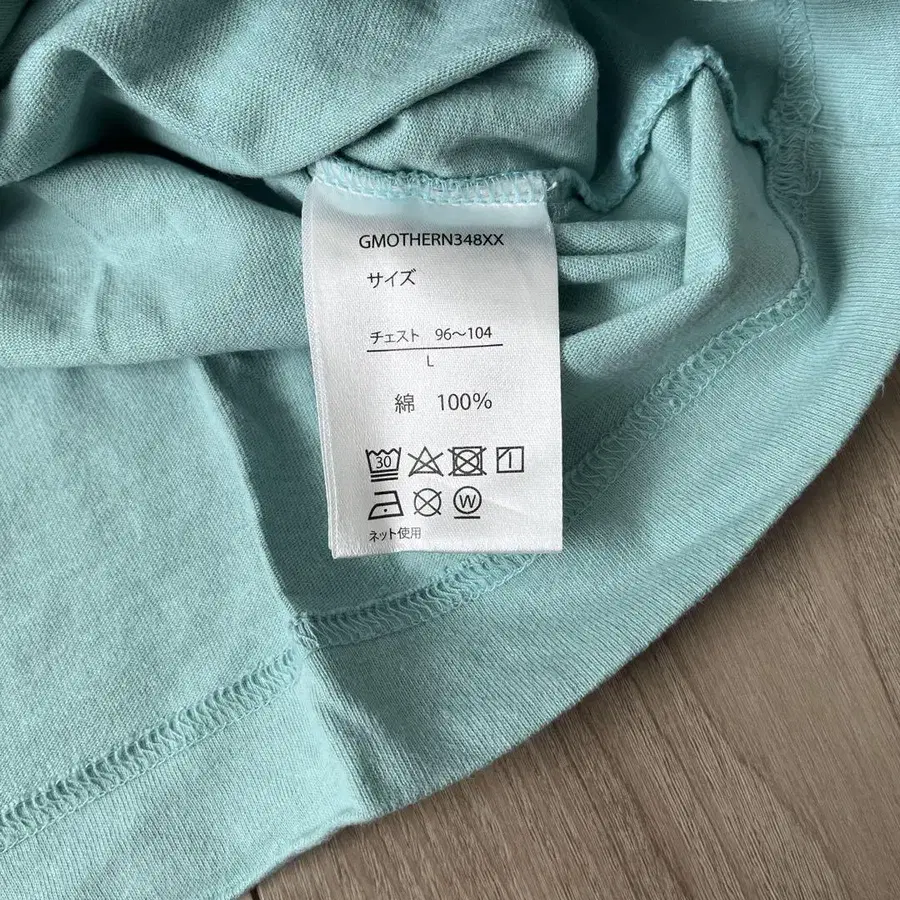 GMOTHERN348XX
サイズ
チェスト 96〜104
L
綿 100%
30
W
ネット使用